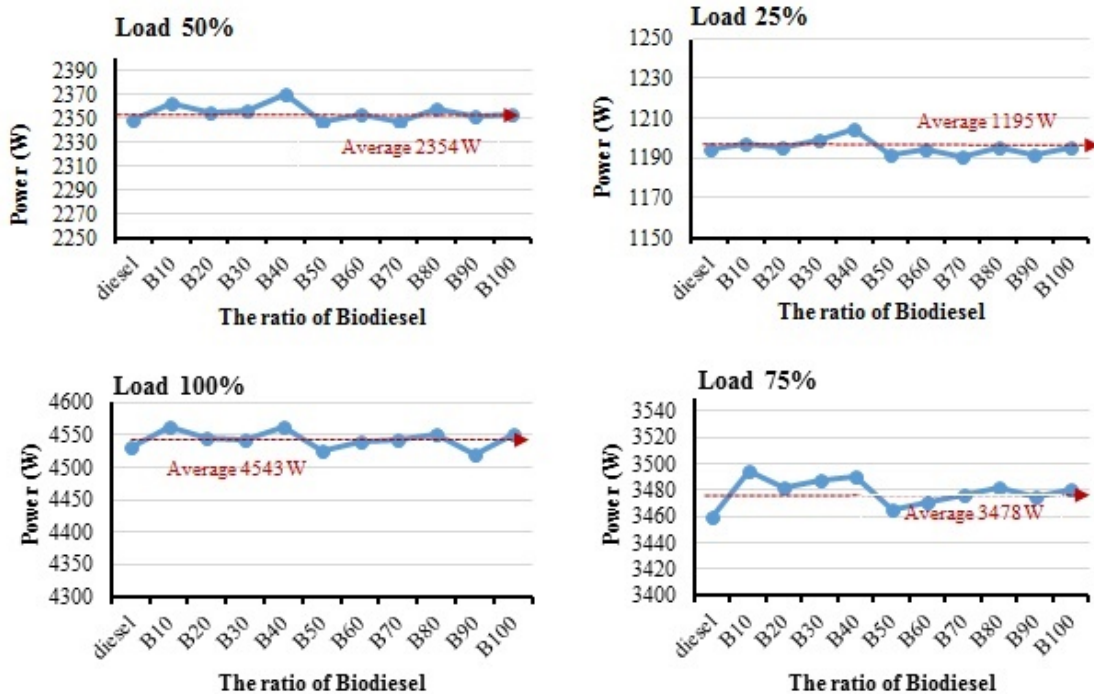 Load 50%
Power (W)
2390
2370
2350
2330
2310
2290
2270
2250
Average 2354 W
diesel
B10
B20
B30
B40
B50
B60
B70
B80
B90
B100
The ratio of Biodiesel
Load 25%
Power (W)
1250
1230
1210
1190
1170
1150
Average 1195 W
diesel
B10
B20
B30
B40
B50
B60
B70
B80
B90
B100
The ratio of Biodiesel
Load 100%
Power (W)
4600
4550
4500
4450
4400
4350
4300
Average 4543 W
diesel
B10
B20
B30
B40
B50
B60
B70
B80
B90
B100
The ratio of Biodiesel
Load 75%
Power (W)
3540
3520
3500
3480
3460
3440
3420
3400
Average 3478 W
diesel
B10
B20
B30
B40
B50
B60
B70
B80
B90
B100
The ratio of Biodiesel